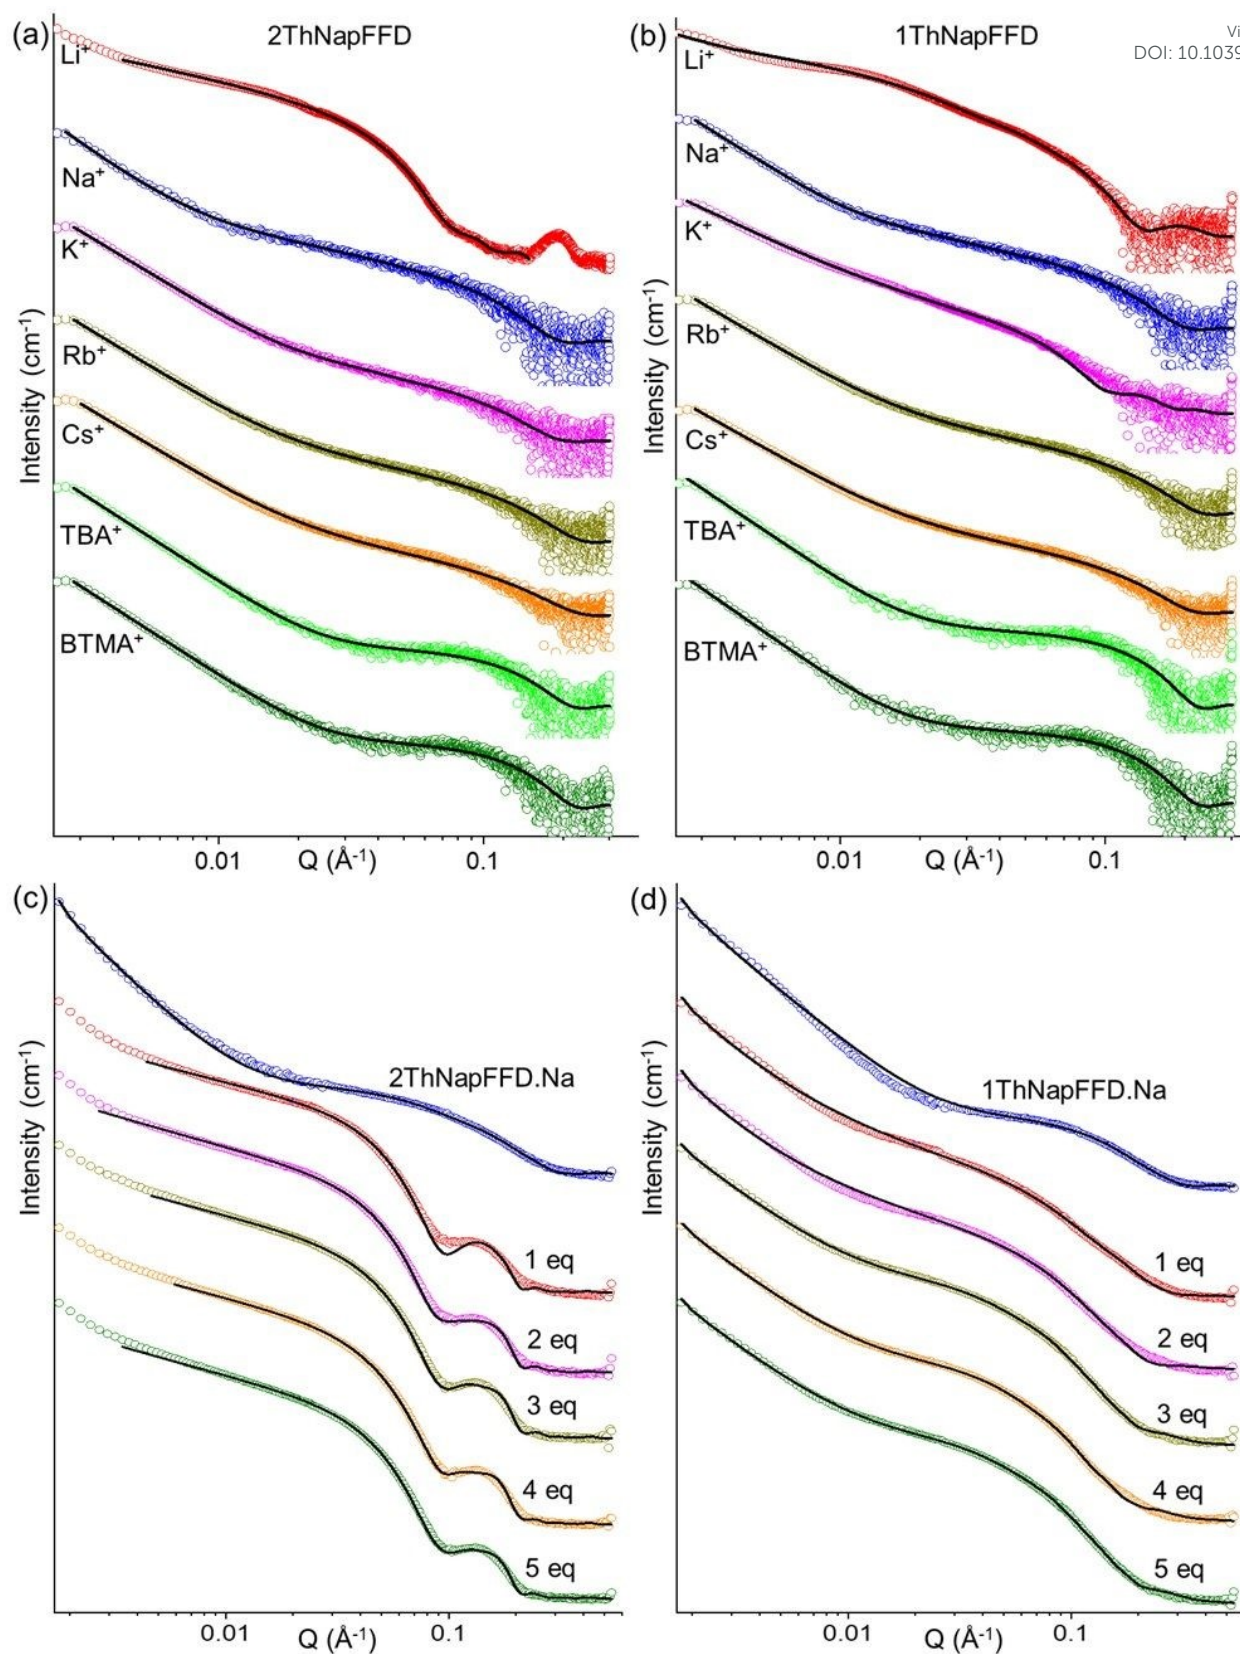 (a) 2ThNapFFD
Li⁺
Na⁺
K⁺
Rb⁺
Cs⁺
TBA⁺
BTMA⁺
Intensity (cm⁻¹)
0.01 0.1
Q (Å⁻¹)
(b) 1ThNapFFD
Vi
DOI: 10.1039
Li⁺
Na⁺
K⁺
Rb⁺
Cs⁺
TBA⁺
BTMA⁺
Intensity (cm⁻¹)
0.01 0.1
Q (Å⁻¹)
(c)
2ThNapFFD.Na
1 eq
2 eq
3 eq
4 eq
5 eq
Intensity (cm⁻¹)
0.01 0.1
Q (Å⁻¹)
(d)
1ThNapFFD.Na
1 eq
2 eq
3 eq
4 eq
5 eq
Intensity (cm⁻¹)
0.01 0.1
Q (Å⁻¹)